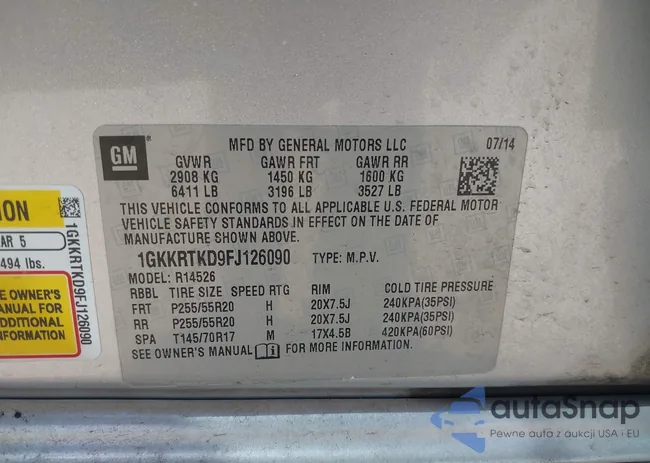 GM
MFD BY GENERAL MOTORS LLC 07/14
GVWR GAWR FRT GAWR RR
2908 KG 1450 KG 1600 KG
6411 LB 3196 LB 3527 LB
THIS VEHICLE CONFORMS TO ALL APPLICABLE U.S. FEDERAL MOTOR
VEHICLE SAFETY STANDARDS IN EFFECT ON THE DATE OF
MANUFACTURE SHOWN ABOVE.
1GKKRTKD9FJ126090 TYPE: M.P.V.
MODEL: R14526
RBBL TIRE SIZE SPEED RTG RIM COLD TIRE PRESSURE
FRT P255/55R20 H 20X7.5J 240KPA(35PSI)
RR P255/55R20 H 20X7.5J 240KPA(35PSI)
SPA T145/70R17 M 17X4.5B 420KPA(60PSI)
SEE OWNER'S MANUAL FOR MORE INFORMATION.
ION
AR 5
494 lbs.
E OWNER'S
ANUAL FOR
DDITIONAL
FORMATION
1GKKRTKD9FJ126090
autoSnap
Pewne auta z aukcji USA i EU